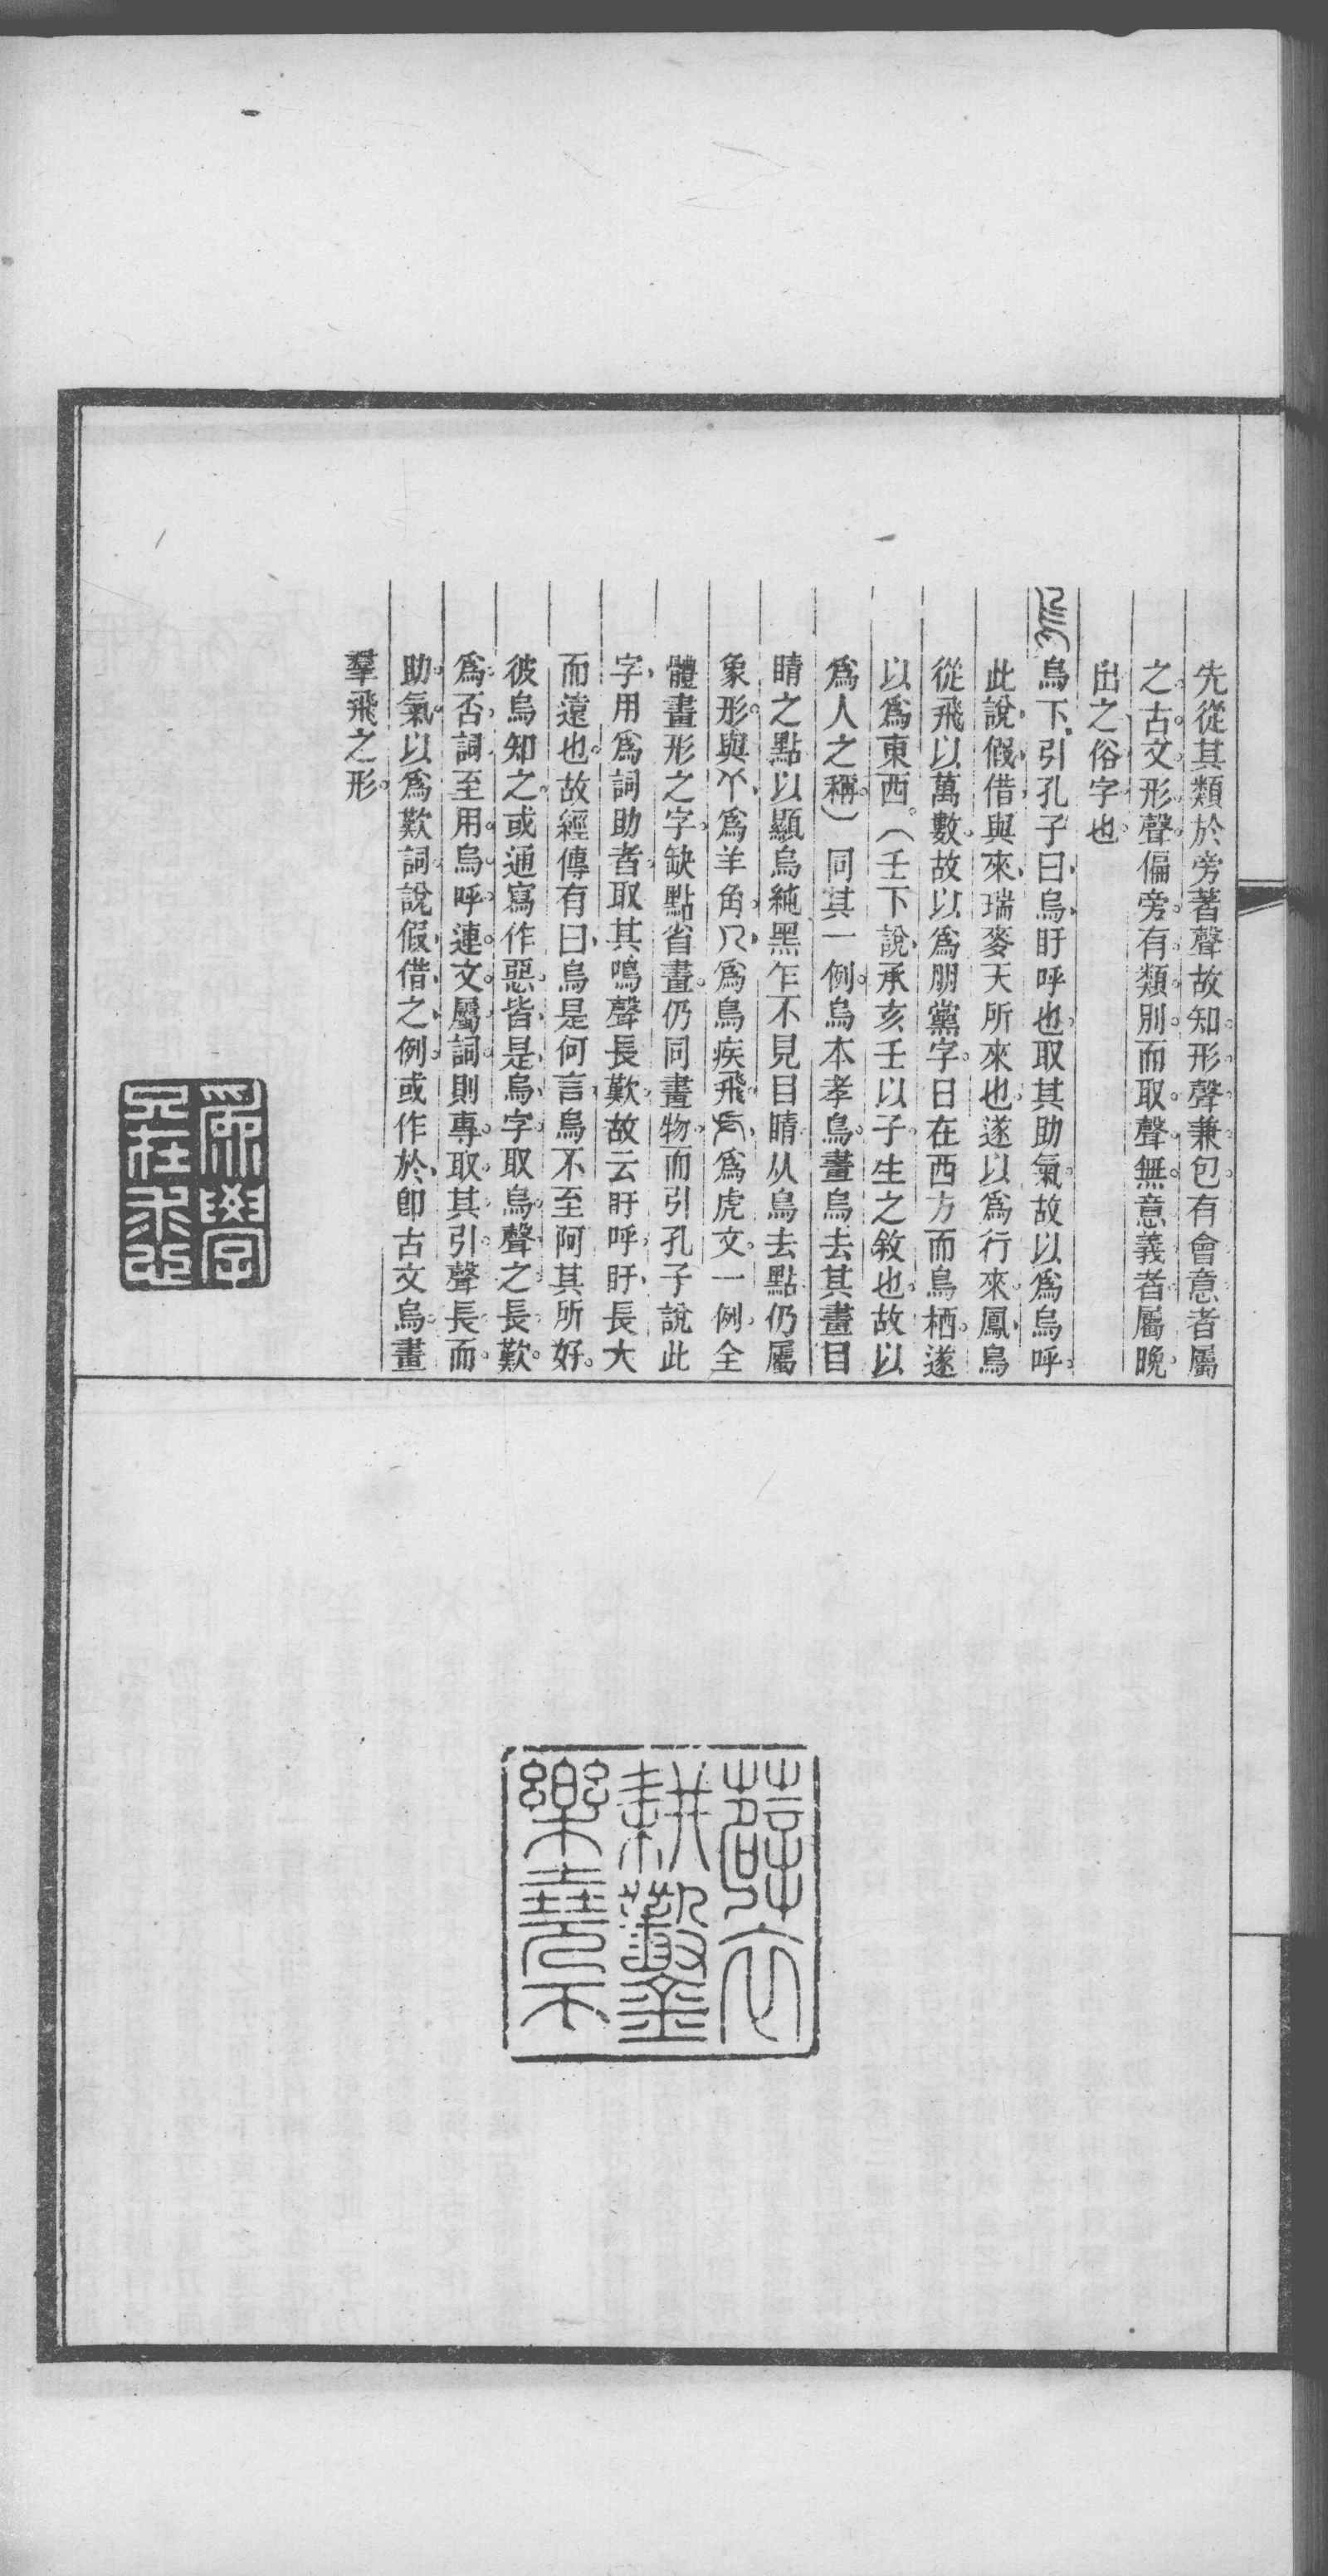 先從其類於旁著聲故知形聲兼包有會意者屬
之古文形聲偏旁有類別而取聲無意義者屬晚
出之俗字也
烏下引孔子曰烏盱呼也取其助氣故以爲烏呼
此說假借與來瑞麥天所來也遂以爲行來鳳鳥
從飛以萬數故以爲朋黨字日在西方而鳥栖遂
以爲東西(壬下說承亥壬以子生之敘也故以
爲人之稱)同其一例烏本孝鳥畫烏去其畫目
睛之點以顯烏純黑乍不見目睛从鳥去點仍屬
象形與𦫳爲羊角⺄爲鳥疾飛虍爲虎文一例全
體畫形之字缺點省畫仍同畫物而引孔子說此
字用爲詞助者取其鳴聲長歎故云盱呼盱長大
而遠也故經傳有曰烏是何言烏不至阿其所好
彼烏知之或通寫作惡皆是烏字取烏聲之長歎
爲否詞至用烏呼連文屬詞則專取其引聲長而
助氣以爲歎詞說假借之例或作於卽古文烏畫
羣飛之形
薜衣
耕鑿
樂堯天